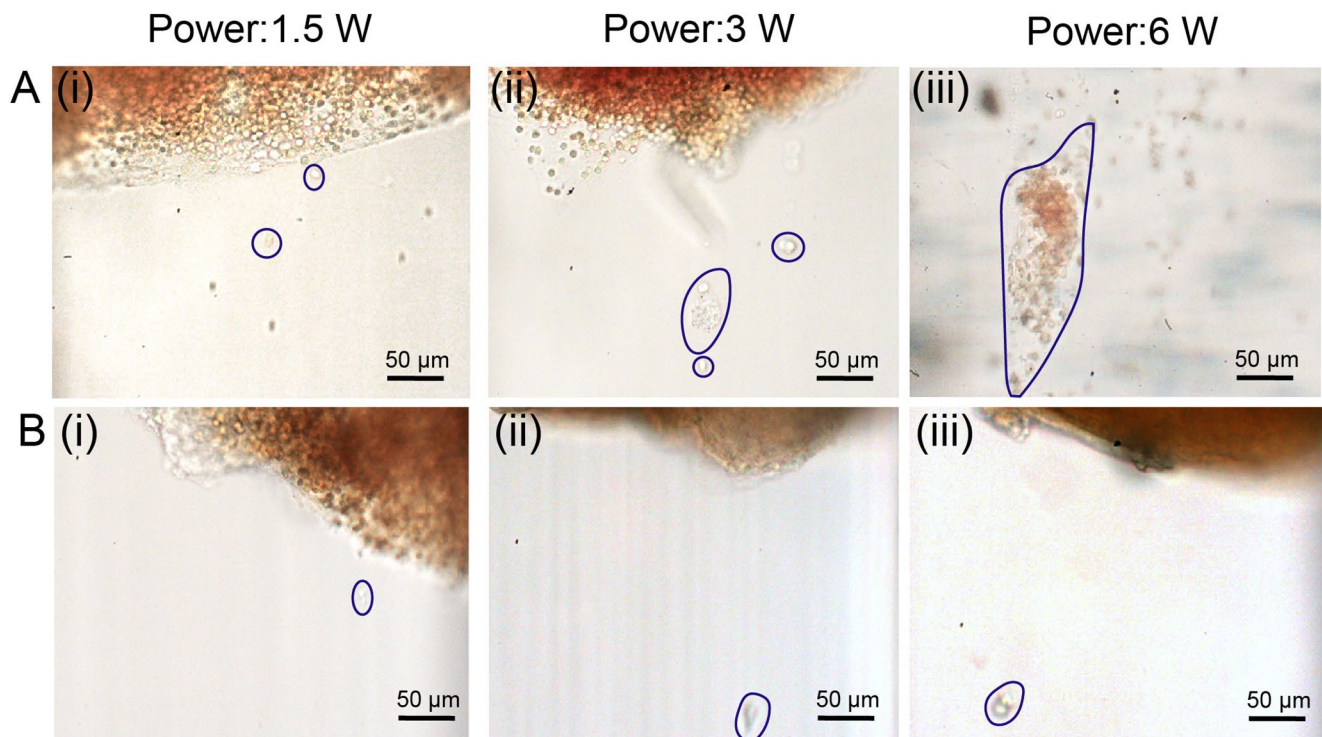 Power:1.5 W
Power:3 W
Power:6 W
A (i)
(ii)
(iii)
50 µm
50 µm
50 µm
B (i)
(ii)
(iii)
50 µm
50 µm
50 µm